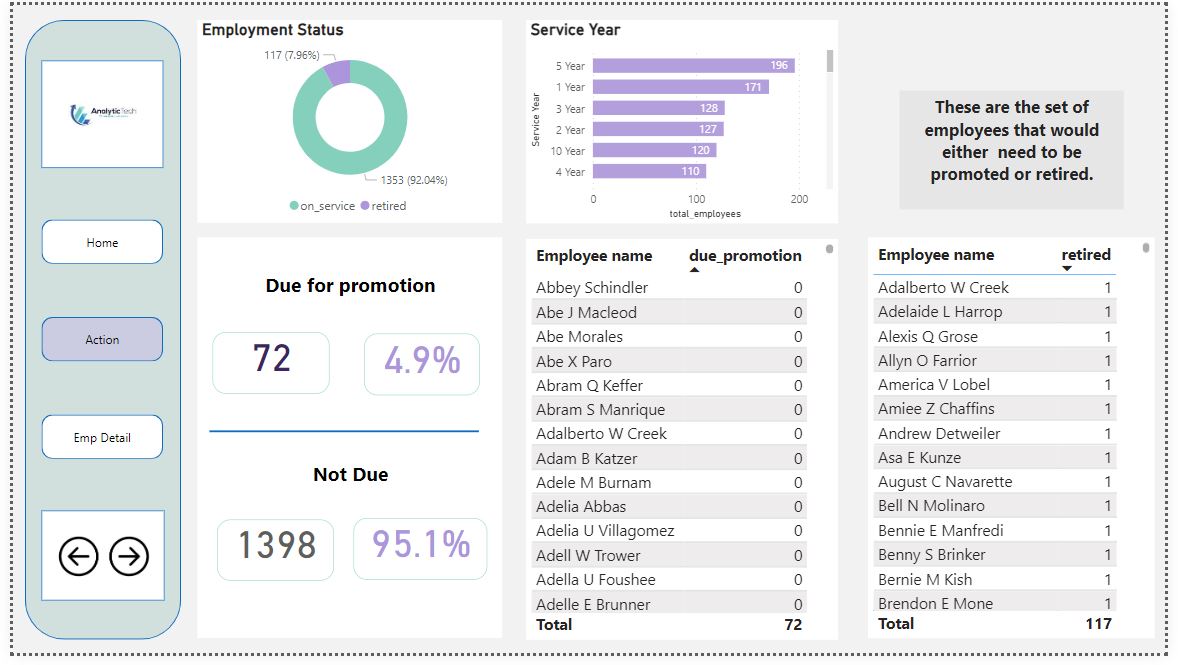 AnalyticTech
Home
Action
Emp Detail
Employment Status
117 (7.96%)
1353 (92.04%)
on_service retired
Service Year
Service Year
5 Year 196
1 Year 171
3 Year 128
2 Year 127
10 Year 120
4 Year 110
0 100 200
total_employees
These are the set of
employees that would
either need to be
promoted or retired.
Due for promotion
72 4.9%
Not Due
1398 95.1%
Employee name due_promotion
Abbey Schindler 0
Abe J Macleod 0
Abe Morales 0
Abe X Paro 0
Abram Q Keffer 0
Abram S Manrique 0
Adalberto W Creek 0
Adam B Katzer 0
Adele M Burnam 0
Adelia Abbas 0
Adelia U Villagomez 0
Adell W Trower 0
Adella U Foushee 0
Adelle E Brunner 0
Total 72
Employee name retired
Adalberto W Creek 1
Adelaide L Harrop 1
Alexis Q Grose 1
Allyn O Farrior 1
America V Lobel 1
Amiee Z Chaffins 1
Andrew Detweiler 1
Asa E Kunze 1
August C Navarette 1
Bell N Molinaro 1
Bennie E Manfredi 1
Benny S Brinker 1
Bernie M Kish 1
Brendon E Mone 1
Total 117